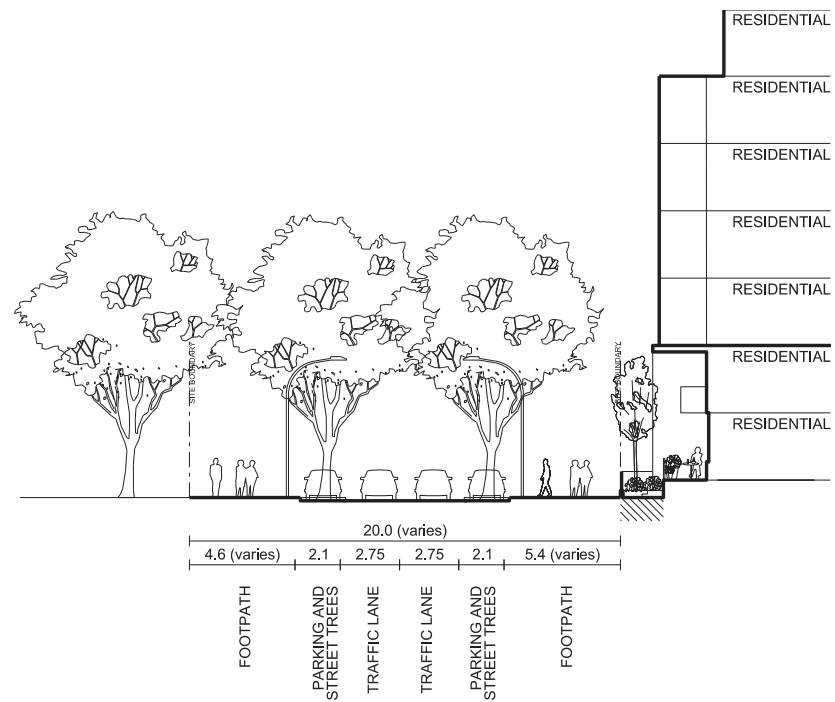 RESIDENTIAL
RESIDENTIAL
RESIDENTIAL
RESIDENTIAL
RESIDENTIAL
RESIDENTIAL
RESIDENTIAL
SITE BOUNDARY
BOUNDARY
20.0 (varies)
4.6 (varies)
2.1
2.75
2.75
2.1
5.4 (varies)
FOOTPATH
PARKING AND
STREET TREES
TRAFFIC LANE
TRAFFIC LANE
PARKING AND
STREET TREES
FOOTPATH